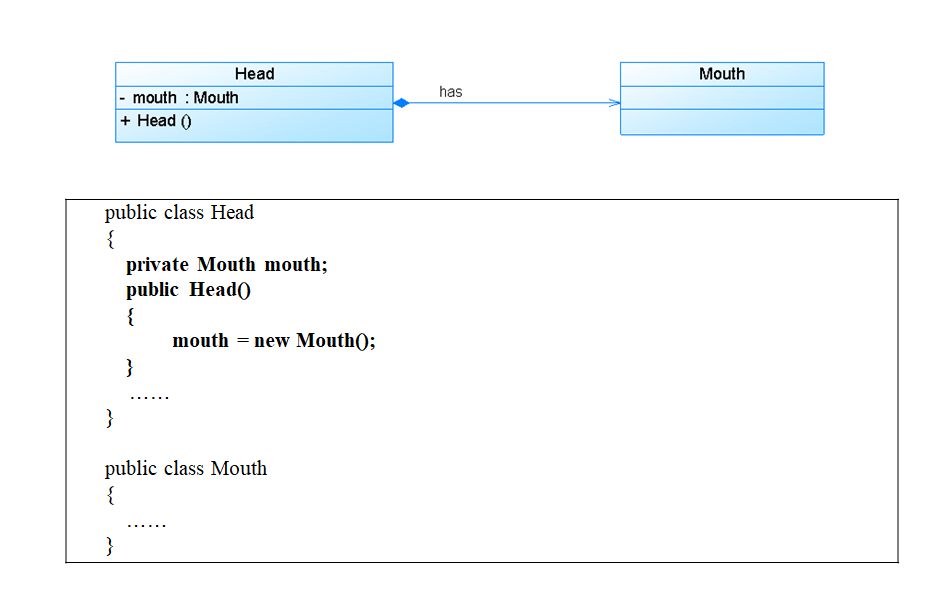 Head
Mouth
- mouth : Mouth
has
+ Head ()
public class Head
{
private Mouth mouth;
public Head()
{
mouth = new Mouth();
}
……
}
public class Mouth
{
……
}